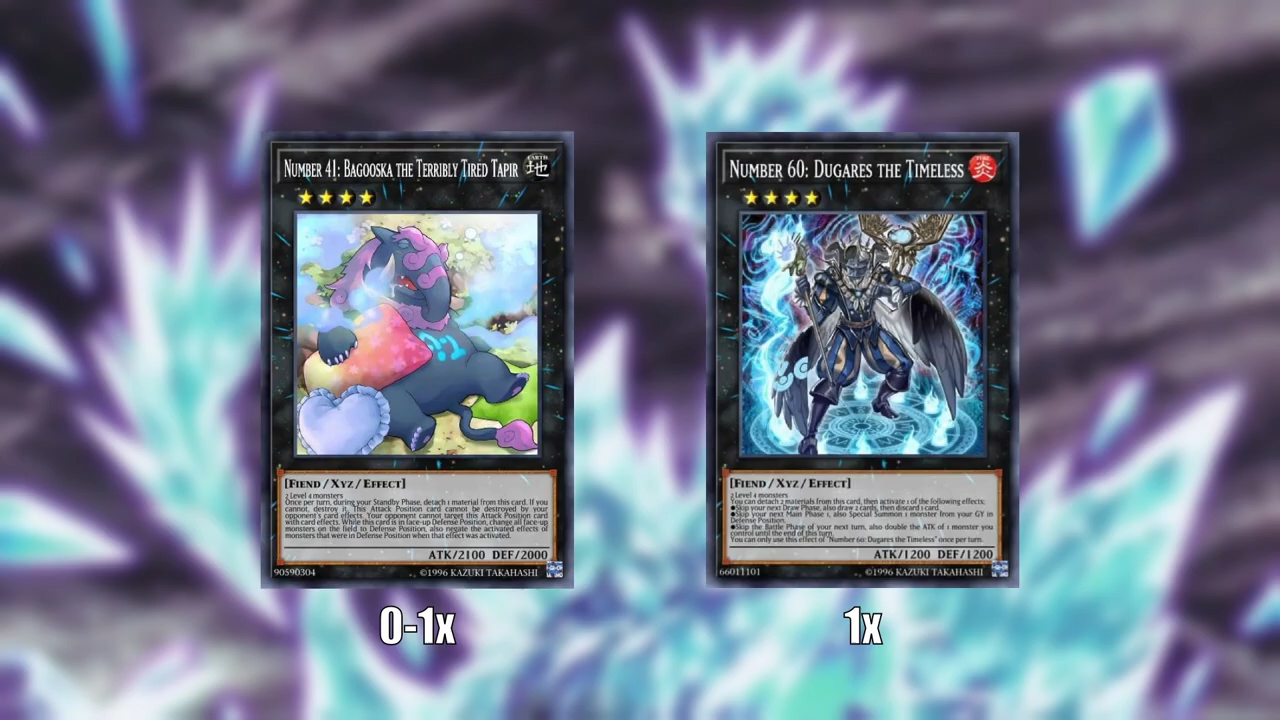 NUMBER 41: BAGOOSKA THE TERRIBLY TIRED TAPIR
EARTH
地
41
[FIEND / XYZ / EFFECT]
2 Level 4 monsters
Once per turn, during your Standby Phase, detach 1 material from this card. If you
cannot, destroy it. This Attack Position card cannot be destroyed by your
opponent's card effects. Your opponent cannot target this Attack Position card
with card effects. While this card is in face-up Defense Position, change all face-up
monsters on the field to Defense Position, also negate the activated effects of
monsters that were in Defense Position when that effect was activated.
ATK/2100 DEF/2000
90590304
©1996 KAZUKI TAKAHASHI
0-1x
NUMBER 60: DUGARES THE TIMELESS
FIRE
炎
60
[FIEND / XYZ / EFFECT]
2 Level 4 monsters
You can detach 2 materials from this card, then activate 1 of the following effects;
●Skip your next Draw Phase, also draw 2 cards, then discard 1 card.
●Skip your next Main Phase 1, also Special Summon 1 monster from your GY in
Defense Position.
●Skip the Battle Phase of your next turn, also double the ATK of 1 monster you
control until the end of this turn.
You can only use this effect of "Number 60: Dugares the Timeless" once per turn.
ATK/1200 DEF/1200
66011101
©1996 KAZUKI TAKAHASHI
1x